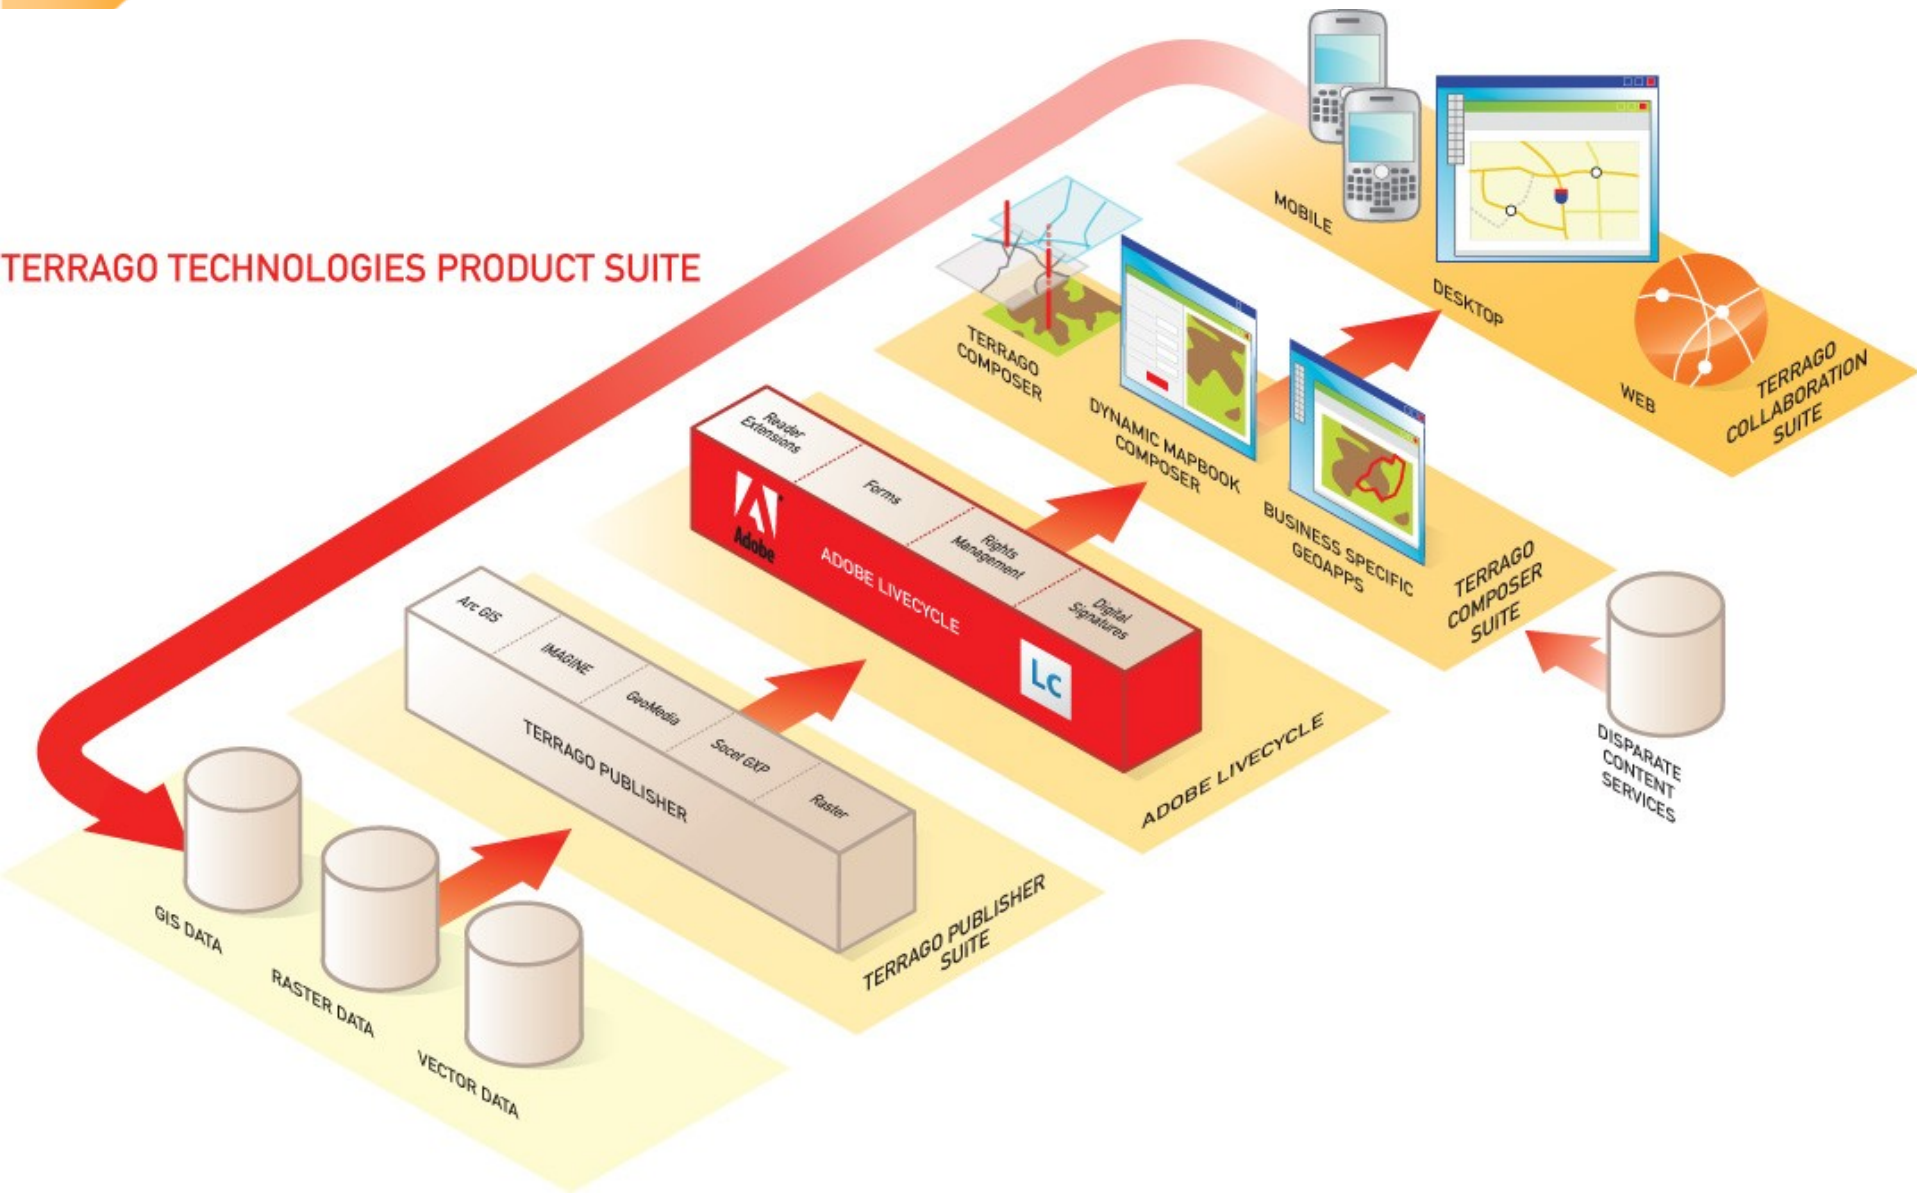 TERRAGO TECHNOLOGIES PRODUCT SUITE
MOBILE
DESKTOP
WEB
TERRAGO
COLLABORATION
SUITE
TERRAGO
COMPOSER
DYNAMIC MAPBOOK
COMPOSER
BUSINESS SPECIFIC
GEOAPPS
TERRAGO
COMPOSER
SUITE
DISPARATE
CONTENT
SERVICES
Reader
Extensions
Forms
Rights
Management
Digital
Signatures
Adobe
ADOBE LIVECYCLE
LC
ADOBE LIVECYCLE
Arc GIS
IMAGINE
GeoMedia
Socet GXP
Raster
TERRAGO PUBLISHER
TERRAGO PUBLISHER
SUITE
GIS DATA
RASTER DATA
VECTOR DATA